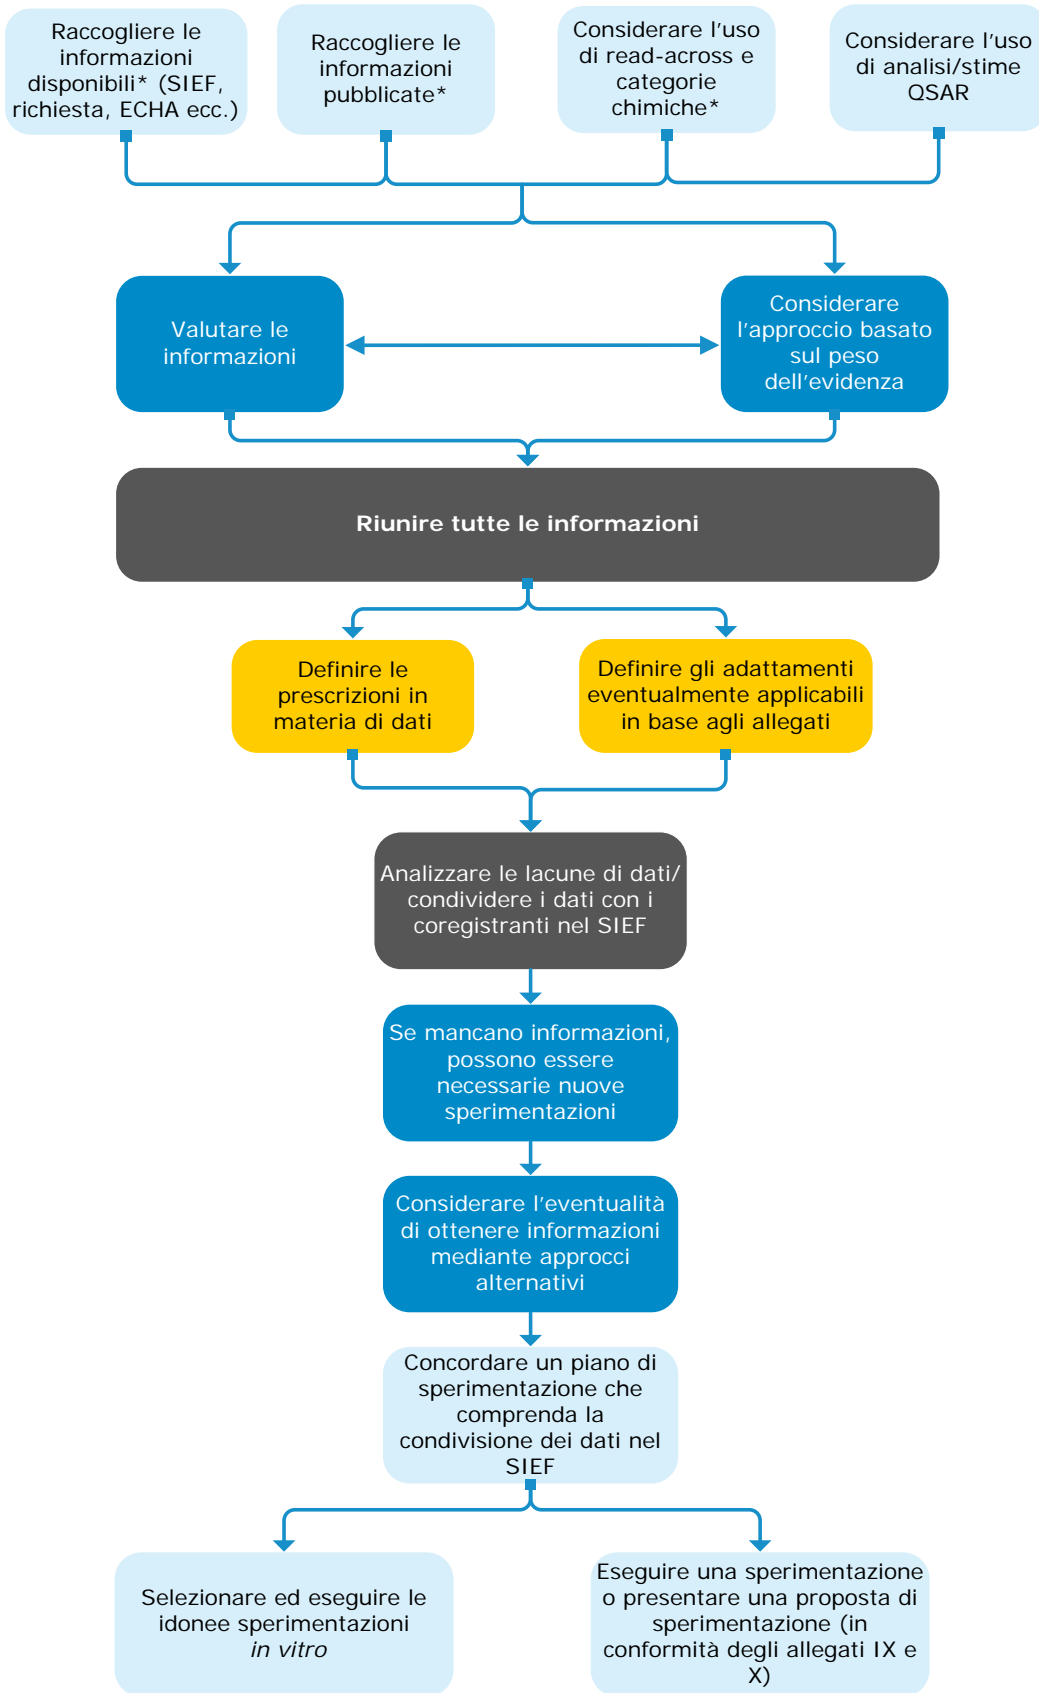 Raccogliere le
informazioni
disponibili* (SIEF,
richiesta, ECHA ecc.)
Raccogliere le
informazioni
pubblicate*
Considerare l'uso
di read-across e
categorie
chimiche*
Considerare l'uso
di analisi/stime
QSAR
Valutare le
informazioni
Considerare
l'approccio basato
sul peso
dell'evidenza
Riunire tutte le informazioni
Definire le
prescrizioni in
materia di dati
Definire gli adattamenti
eventualmente applicabili
in base agli allegati
Analizzare le lacune di dati/
condividere i dati con i
coregistranti nel SIEF
Se mancano informazioni,
possono essere
necessarie nuove
sperimentazioni
Considerare l'eventualità
di ottenere informazioni
mediante approcci
alternativi
Concordare un piano di
sperimentazione che
comprenda la
condivisione dei dati nel
SIEF
Selezionare ed eseguire le
idonee sperimentazioni
in vitro
Eseguire una sperimentazione
o presentare una proposta di
sperimentazione (in
conformità degli allegati IX e
X)